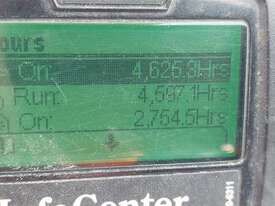 ours
On: 4,625.3Hrs
Run: 4,597.1Hrs
On: 2,754.5Hrs
InfoCenter